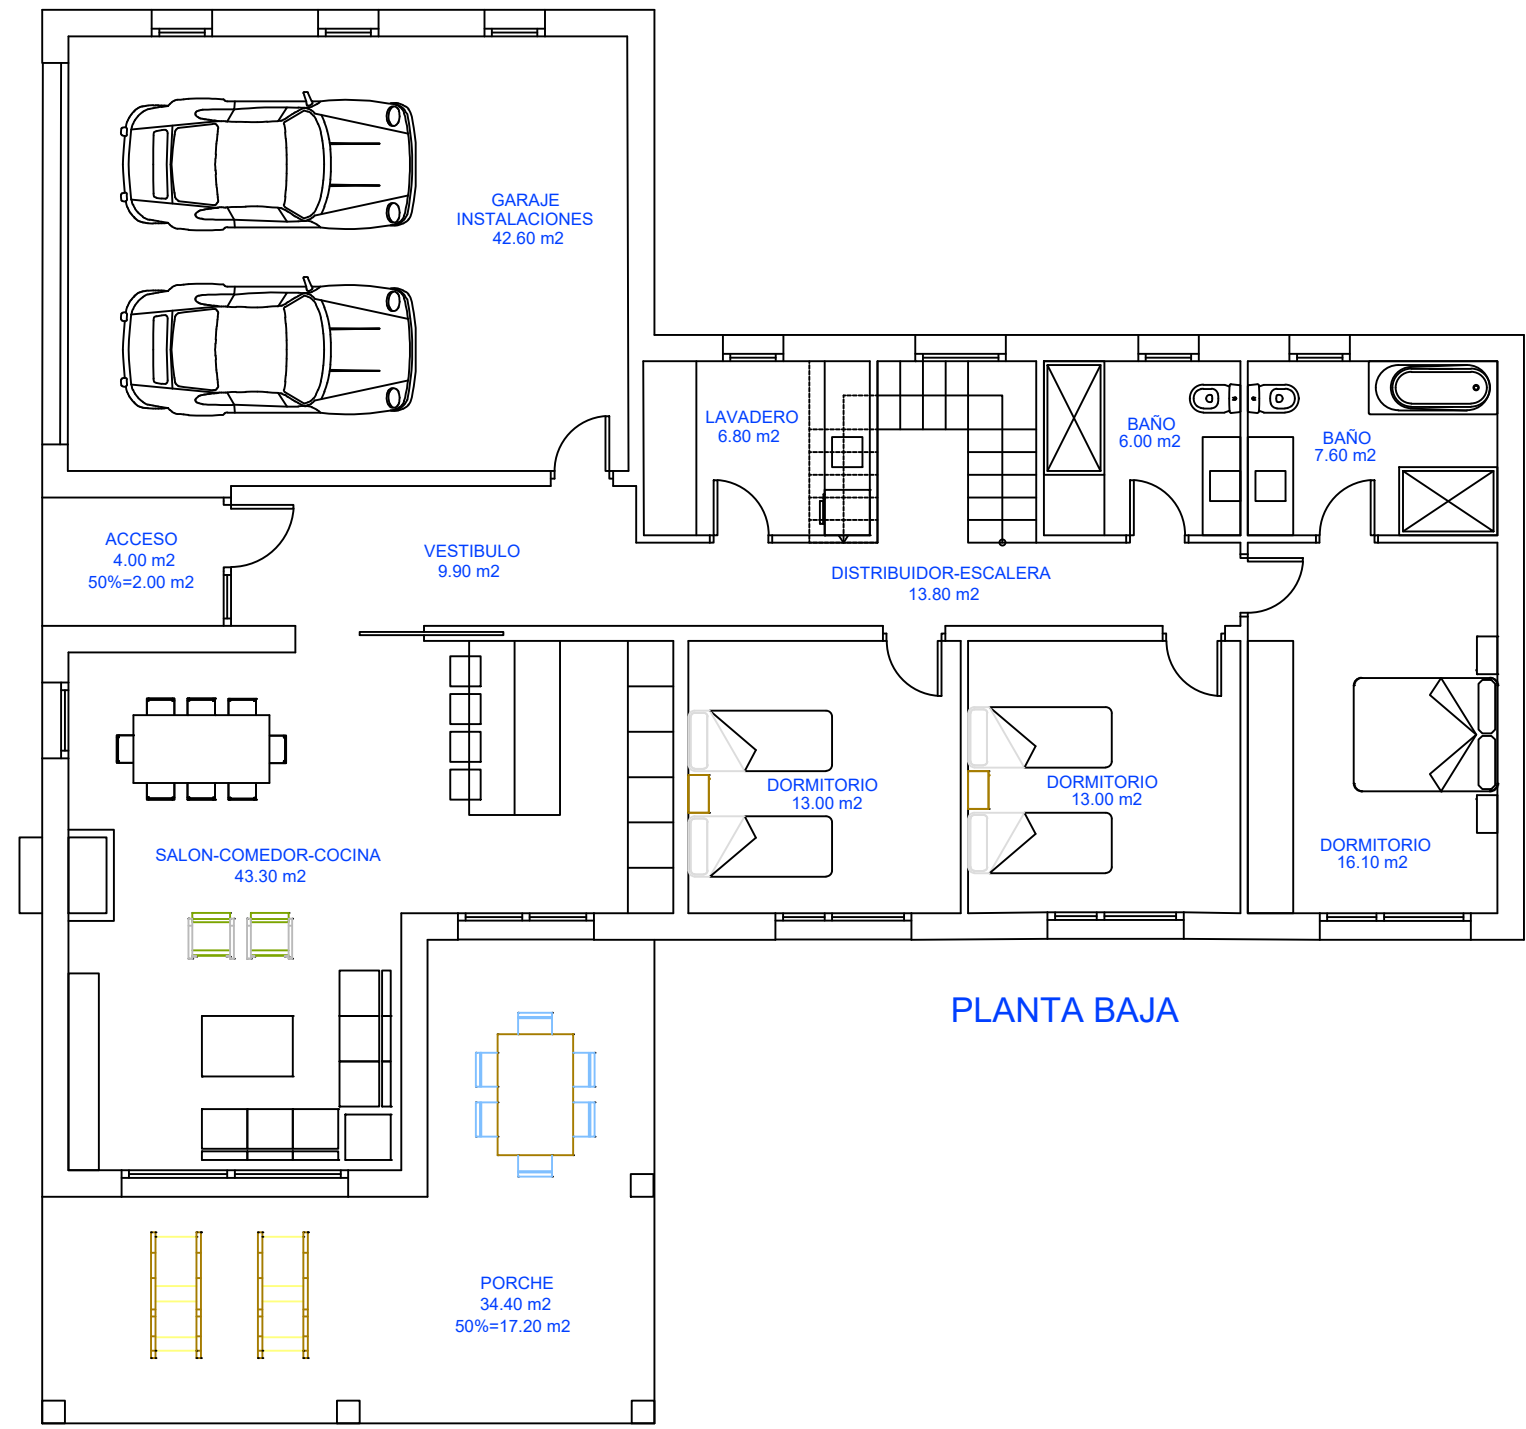 GARAJE
INSTALACIONES
42.60 m2
LAVADERO
6.80 m2
BAÑO
6.00 m2
BAÑO
7.60 m2
ACCESO
4.00 m2
50%=2.00 m2
VESTIBULO
9.90 m2
DISTRIBUIDOR-ESCALERA
13.80 m2
DORMITORIO
13.00 m2
DORMITORIO
13.00 m2
DORMITORIO
16.10 m2
SALON-COMEDOR-COCINA
43.30 m2
PLANTA BAJA
PORCHE
34.40 m2
50%=17.20 m2